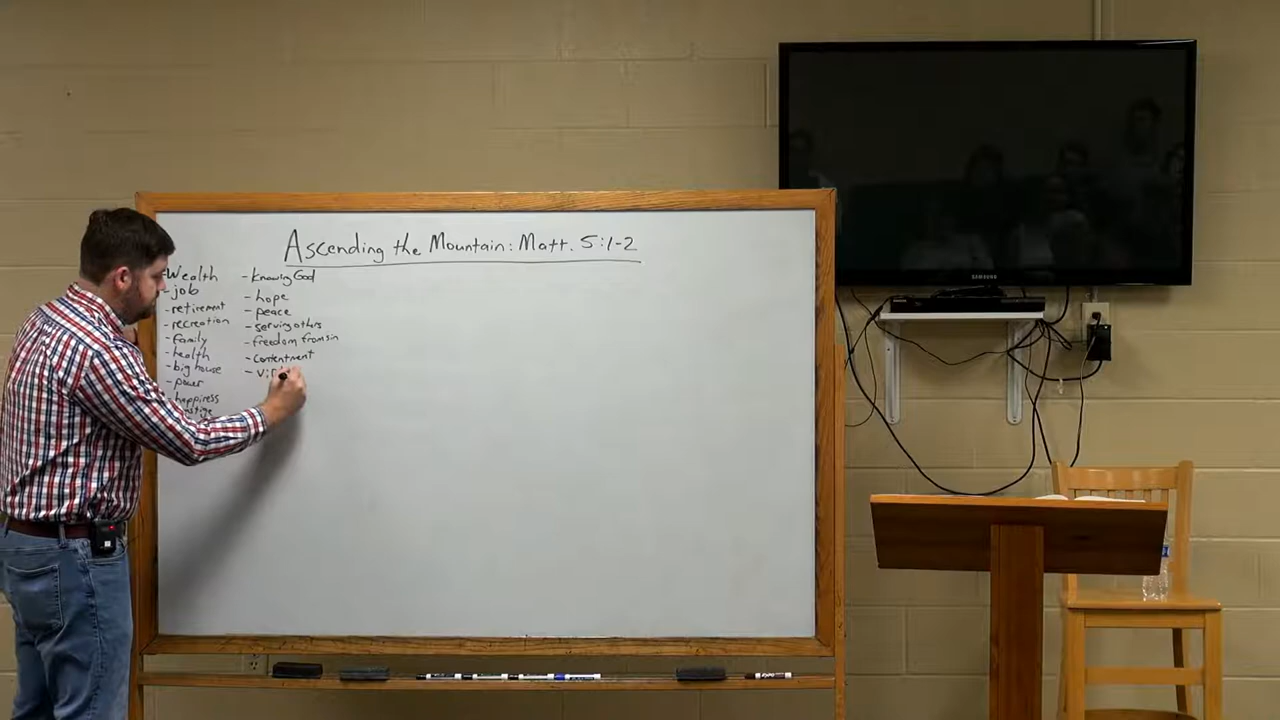 Ascending the Mountain: Matt. 5:1-2
-Wealth
-job
-retirement
-recreation
-family
-health
-big house
-power
-happiness
-knowing God
-hope
-peace
-serving others
-freedom from sin
-contentment
SAMSUNG